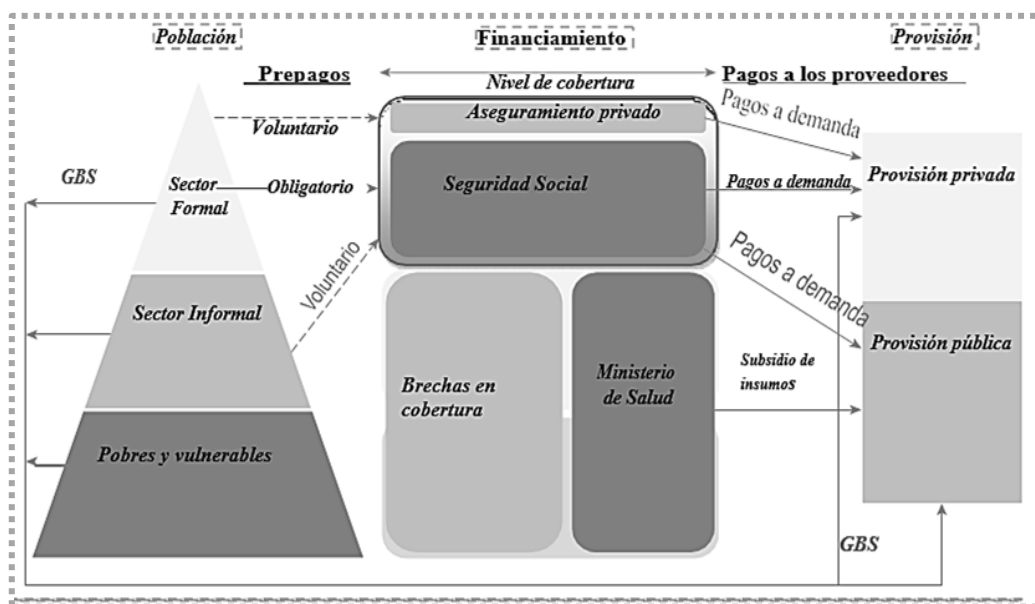 Población
Financiamiento
Provisión
Prepagos
Nivel de cobertura
Pagos a los proveedores
Voluntario
Aseguramiento privado
Pagos a demanda
GBS
Sector
Formal
Obligatorio
Seguridad Social
Pagos a demanda
Provisión privada
Voluntario
Pagos a demanda
Sector Informal
Provisión pública
Brechas en
cobertura
Ministerio
de Salud
Subsidio de
insumos
Pobres y vulnerables
GBS